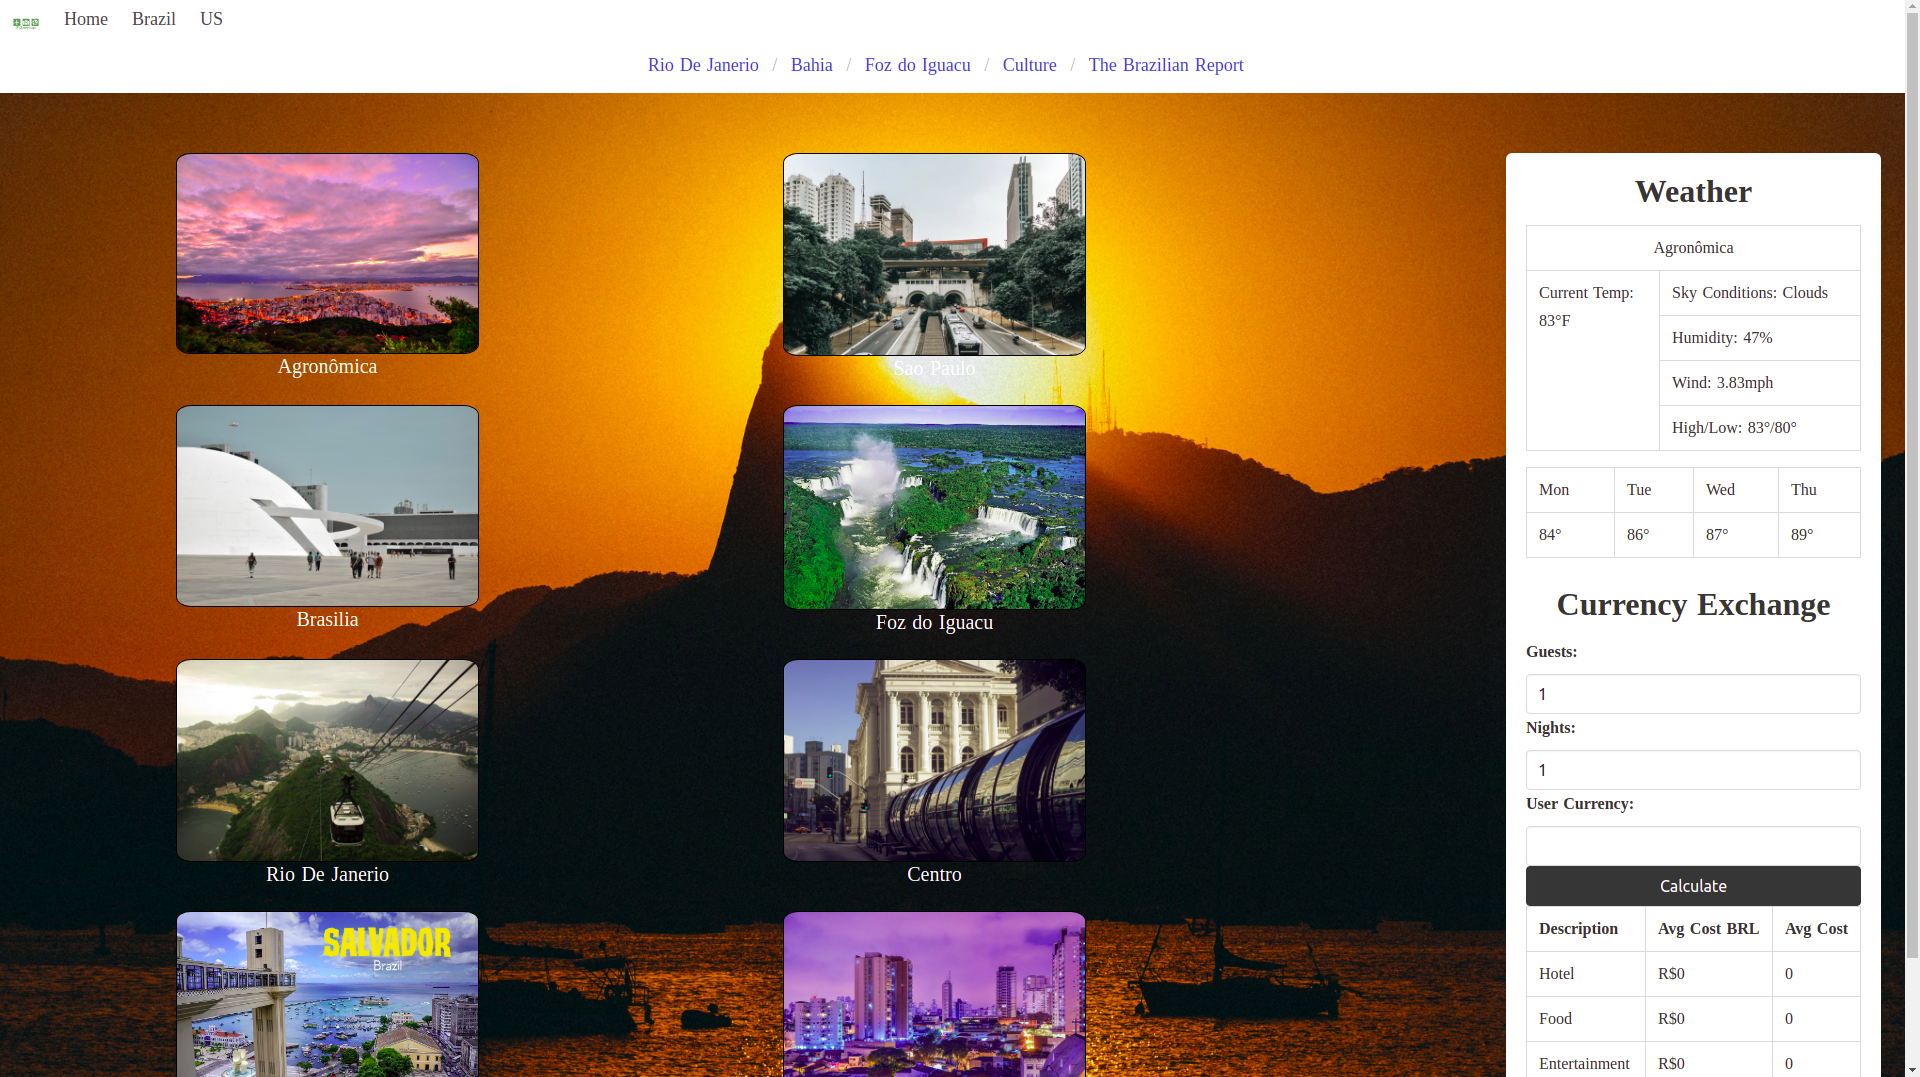 Home
Brazil
US
Rio De Janerio / Bahia / Foz do Iguacu / Culture / The Brazilian Report
Agronômica
Sao Paulo
Brasilia
Foz do Iguacu
Rio De Janerio
Centro
SALVADOR
Brazil
Weather
Agronômica
Current Temp:
83°F
Sky Conditions: Clouds
Humidity: 47%
Wind: 3.83mph
High/Low: 83°/80°
Mon Tue Wed Thu
84° 86° 87° 89°
Currency Exchange
Guests:
1
Nights:
1
User Currency:
Calculate
Description Avg Cost BRL Avg Cost
Hotel R$0 0
Food R$0 0
Entertainment R$0 0